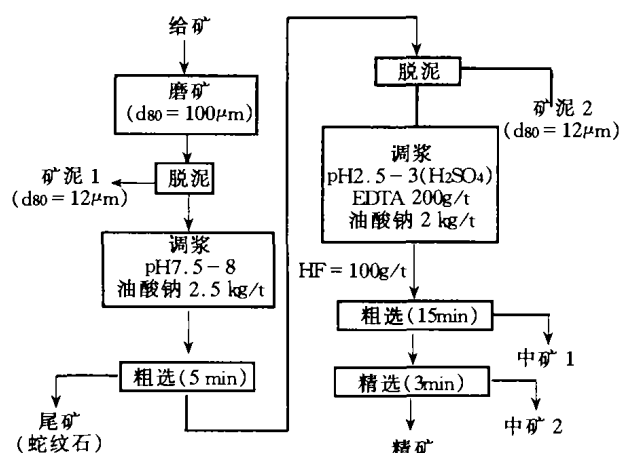 给矿
磨矿
(d80 = 100μm)
矿泥 1
(d80 = 12μm)
脱泥
调浆
pH7.5-8
油酸钠 2.5 kg/t
粗选(5 min)
尾矿
(蛇纹石)
脱泥
矿泥 2
(d80 = 12μm)
调浆
pH2.5-3(H2SO4)
EDTA 200g/t
油酸钠 2 kg/t
HF = 100g/t
粗选(15min)
中矿 1
精选(3min)
中矿 2
精矿